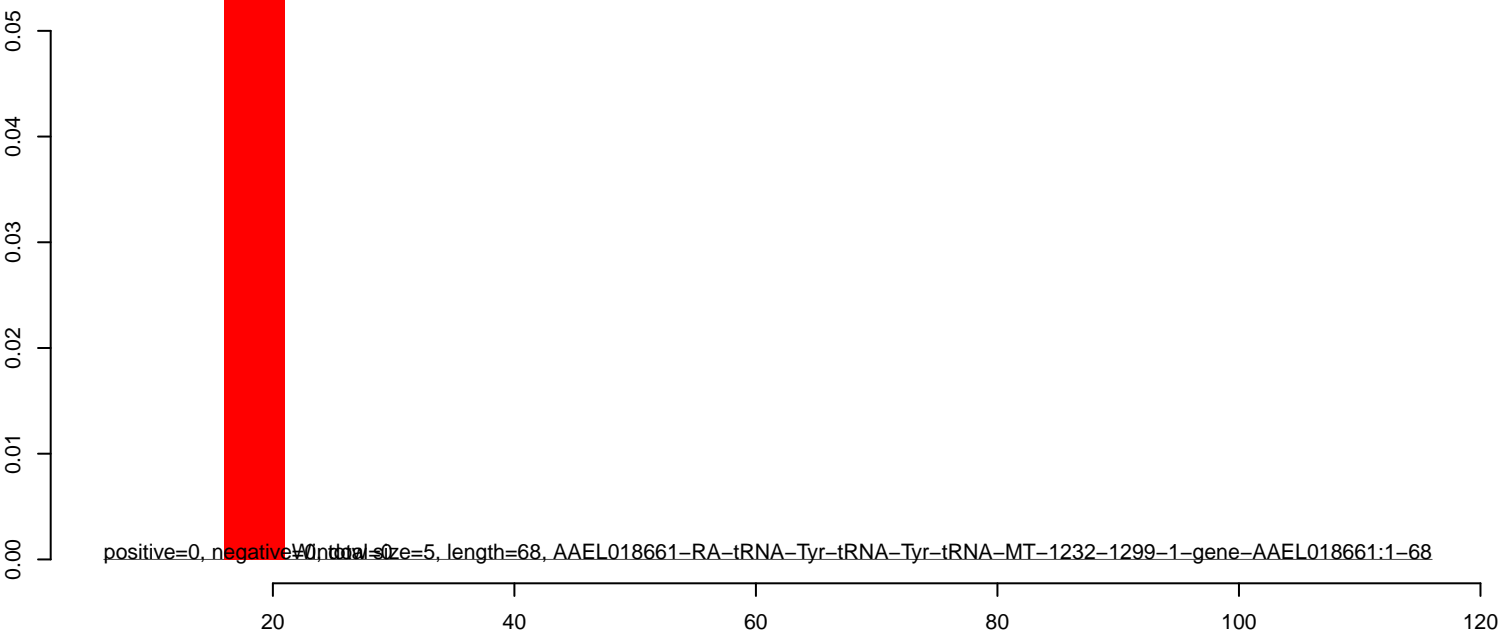 0.05
0.04
0.03
0.02
0.01
0.00
positive=0, negative=0, total=0
Window size=5, length=68, AAEL018661−RA−tRNA−Tyr−tRNA−Tyr−tRNA−MT−1232−1299−1−gene−AAEL018661:1−68
20 40 60 80 100 120